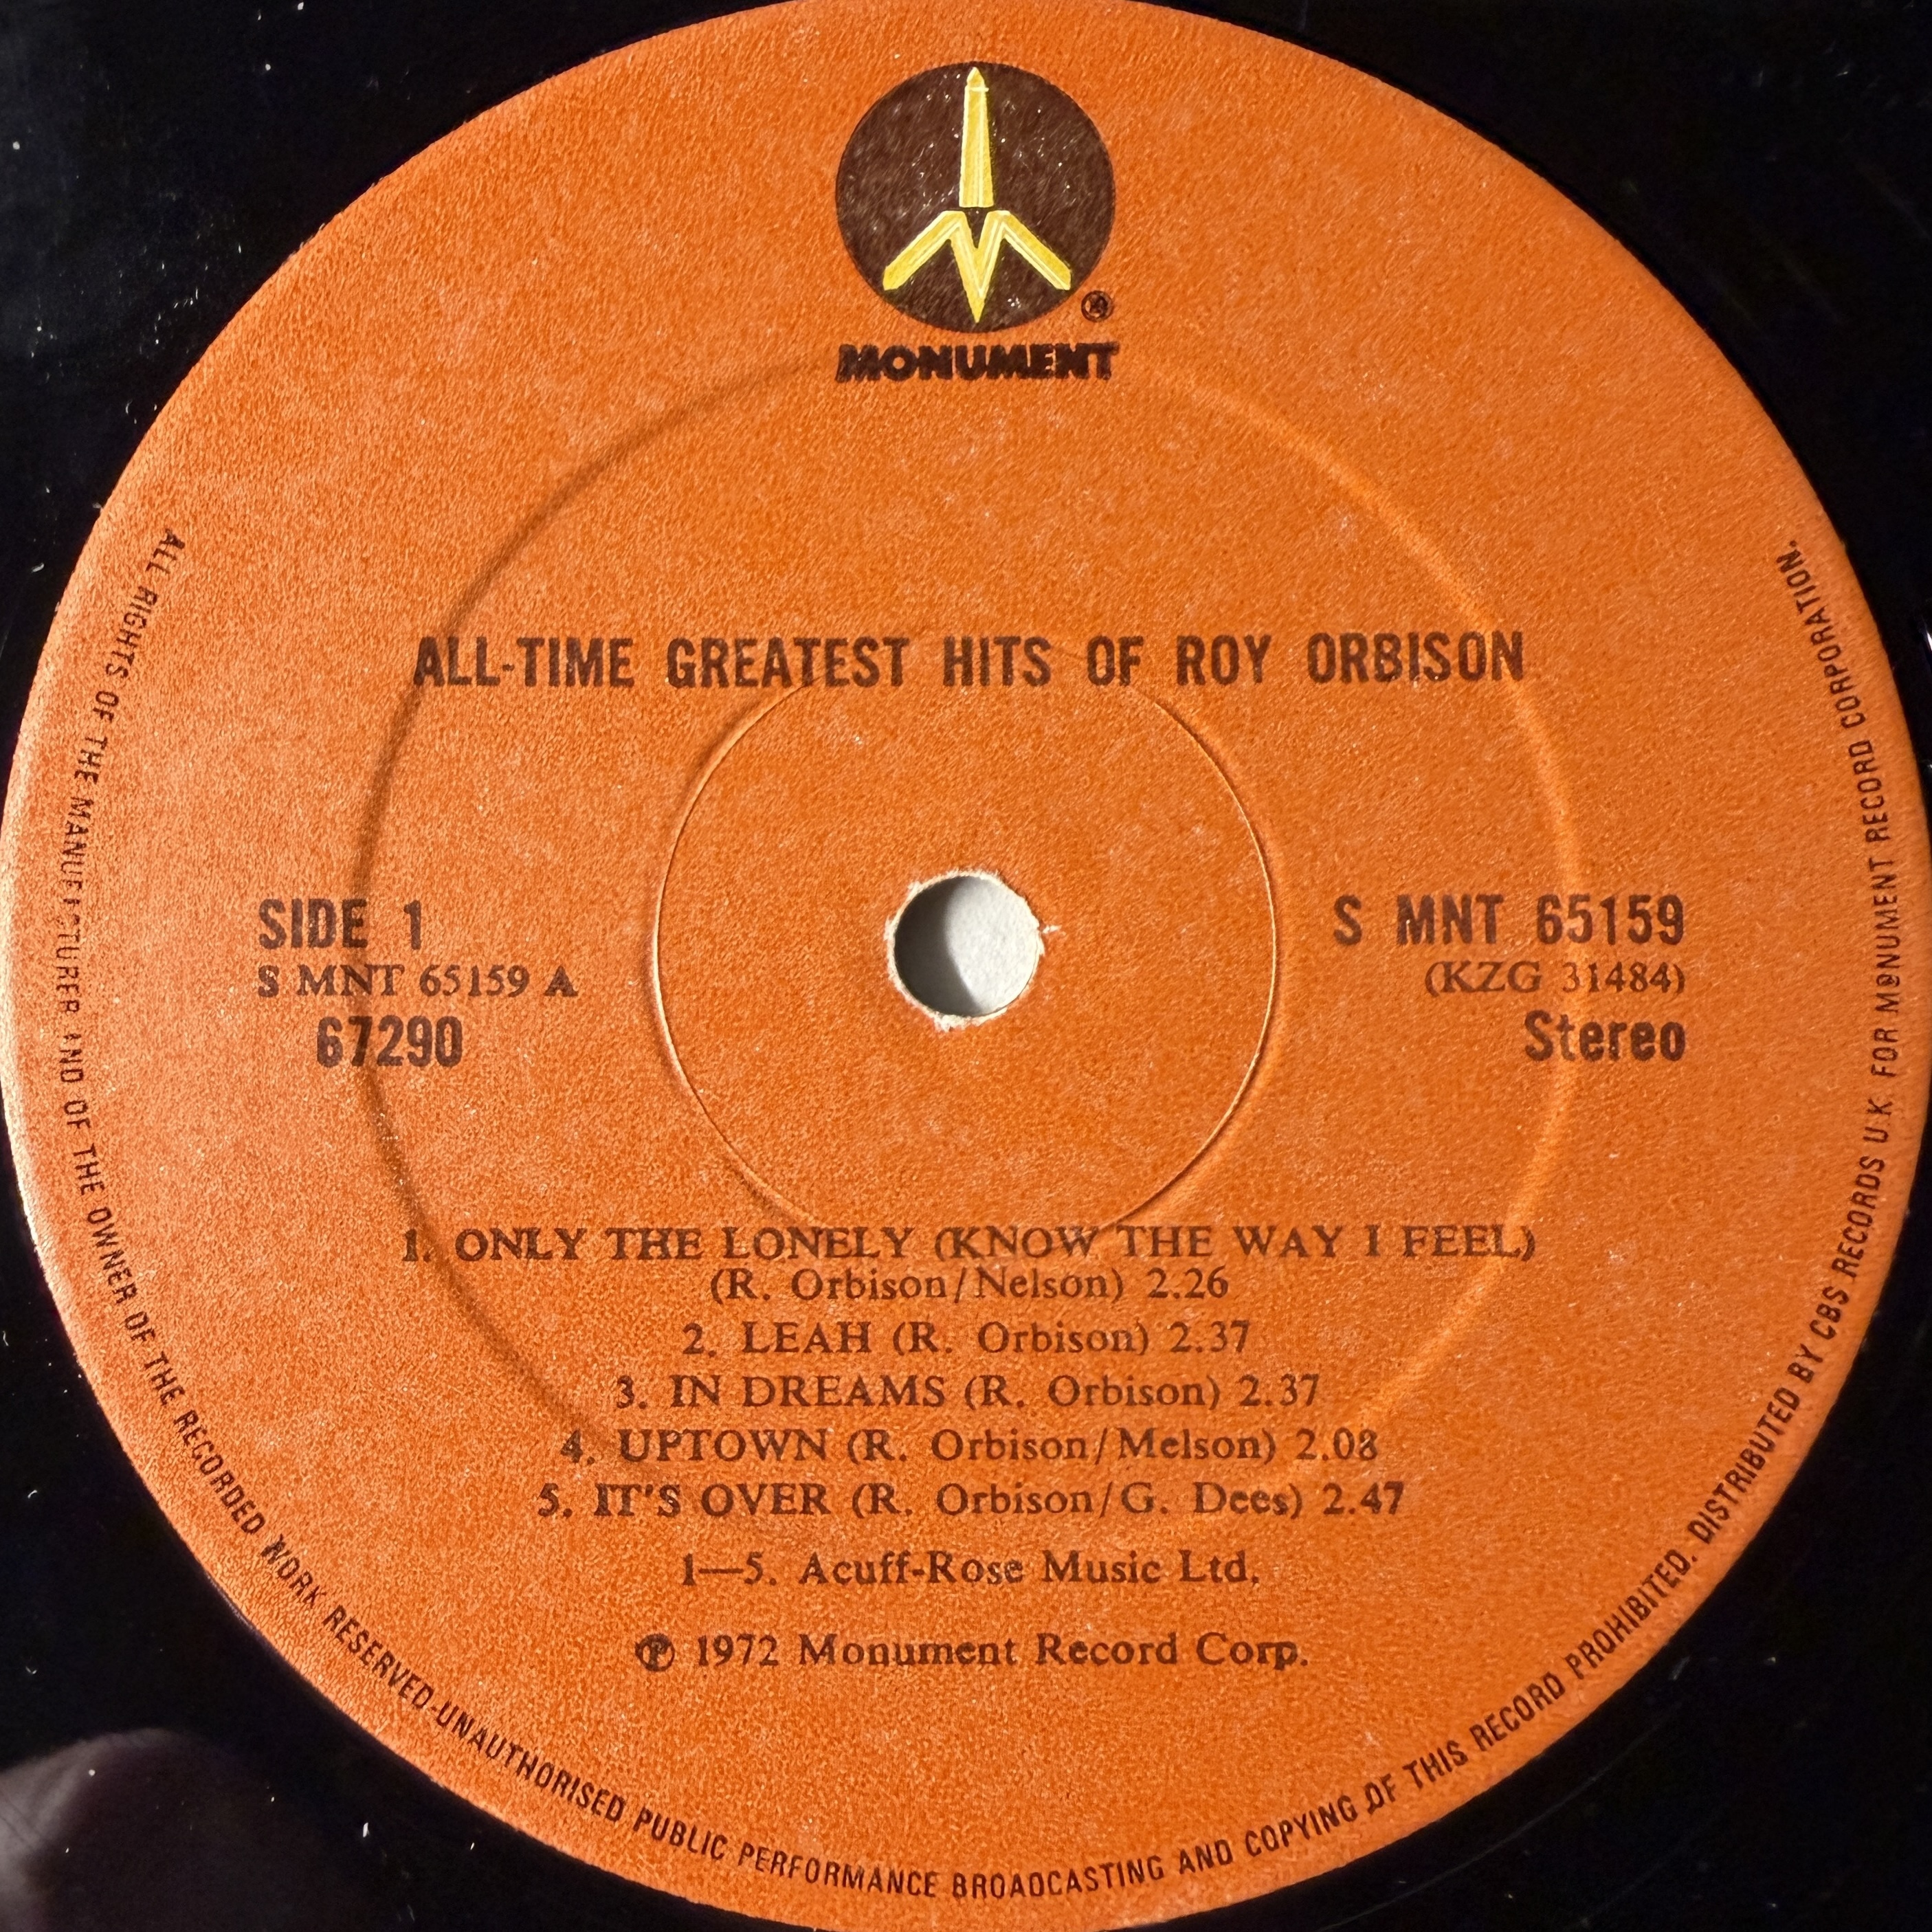 ®
MONUMENT
ALL-TIME GREATEST HITS OF ROY ORBISON
SIDE 1
S MNT 65159 A
67290
S MNT 65159
(KZG 31484)
Stereo
1. ONLY THE LONELY (KNOW THE WAY I FEEL)
(R. Orbison/Nelson) 2.26
2. LEAH (R. Orbison) 2.37
3. IN DREAMS (R. Orbison) 2.37
4. UPTOWN (R. Orbison/Melson) 2.08
5. IT'S OVER (R. Orbison/G. Dees) 2.47
1—5. Acuff-Rose Music Ltd.
℗ 1972 Monument Record Corp.
ALL RIGHTS OF THE MANUFACTURER AND OF THE OWNER OF THE RECORDED WORK RESERVED-UNAUTHORISED PUBLIC PERFORMANCE BROADCASTING AND COPYING OF THIS RECORD PROHIBITED. DISTRIBUTED BY CBS RECORDS U K FOR MONUMENT RECORD CORPORATION.